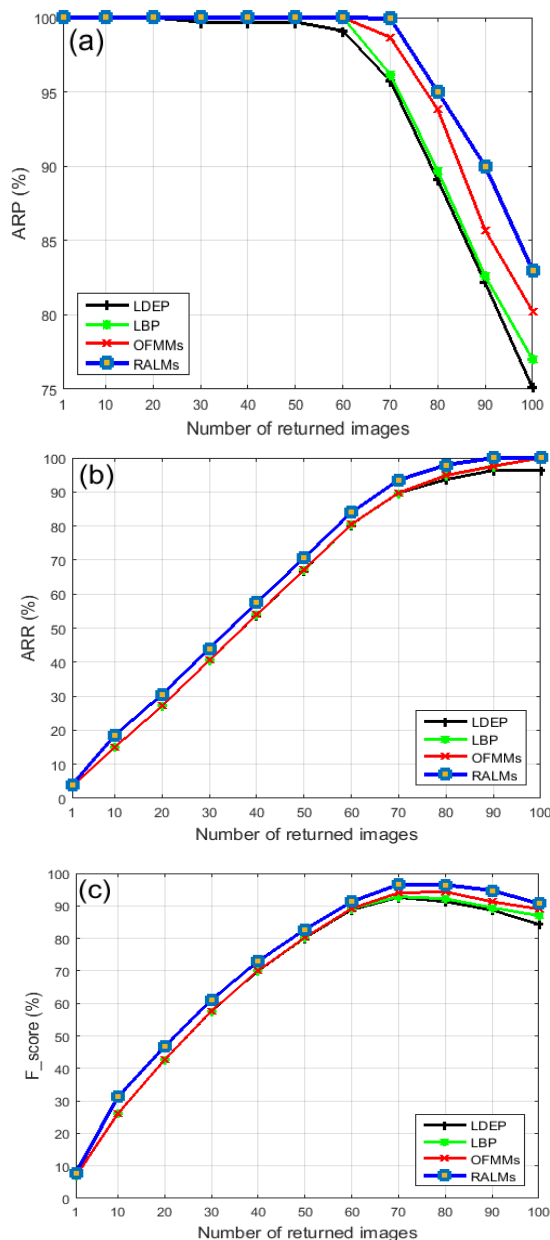 (a)
ARP (%)
100
95
90
85
80
75
LDEP
LBP
OFMMs
RALMs
1 10 20 30 40 50 60 70 80 90 100
Number of returned images
(b)
ARR (%)
100
90
80
70
60
50
40
30
20
10
0
LDEP
LBP
OFMMs
RALMs
1 10 20 30 40 50 60 70 80 90 100
Number of returned images
(c)
F_score (%)
100
90
80
70
60
50
40
30
20
10
0
LDEP
LBP
OFMMs
RALMs
1 10 20 30 40 50 60 70 80 90 100
Number of returned images